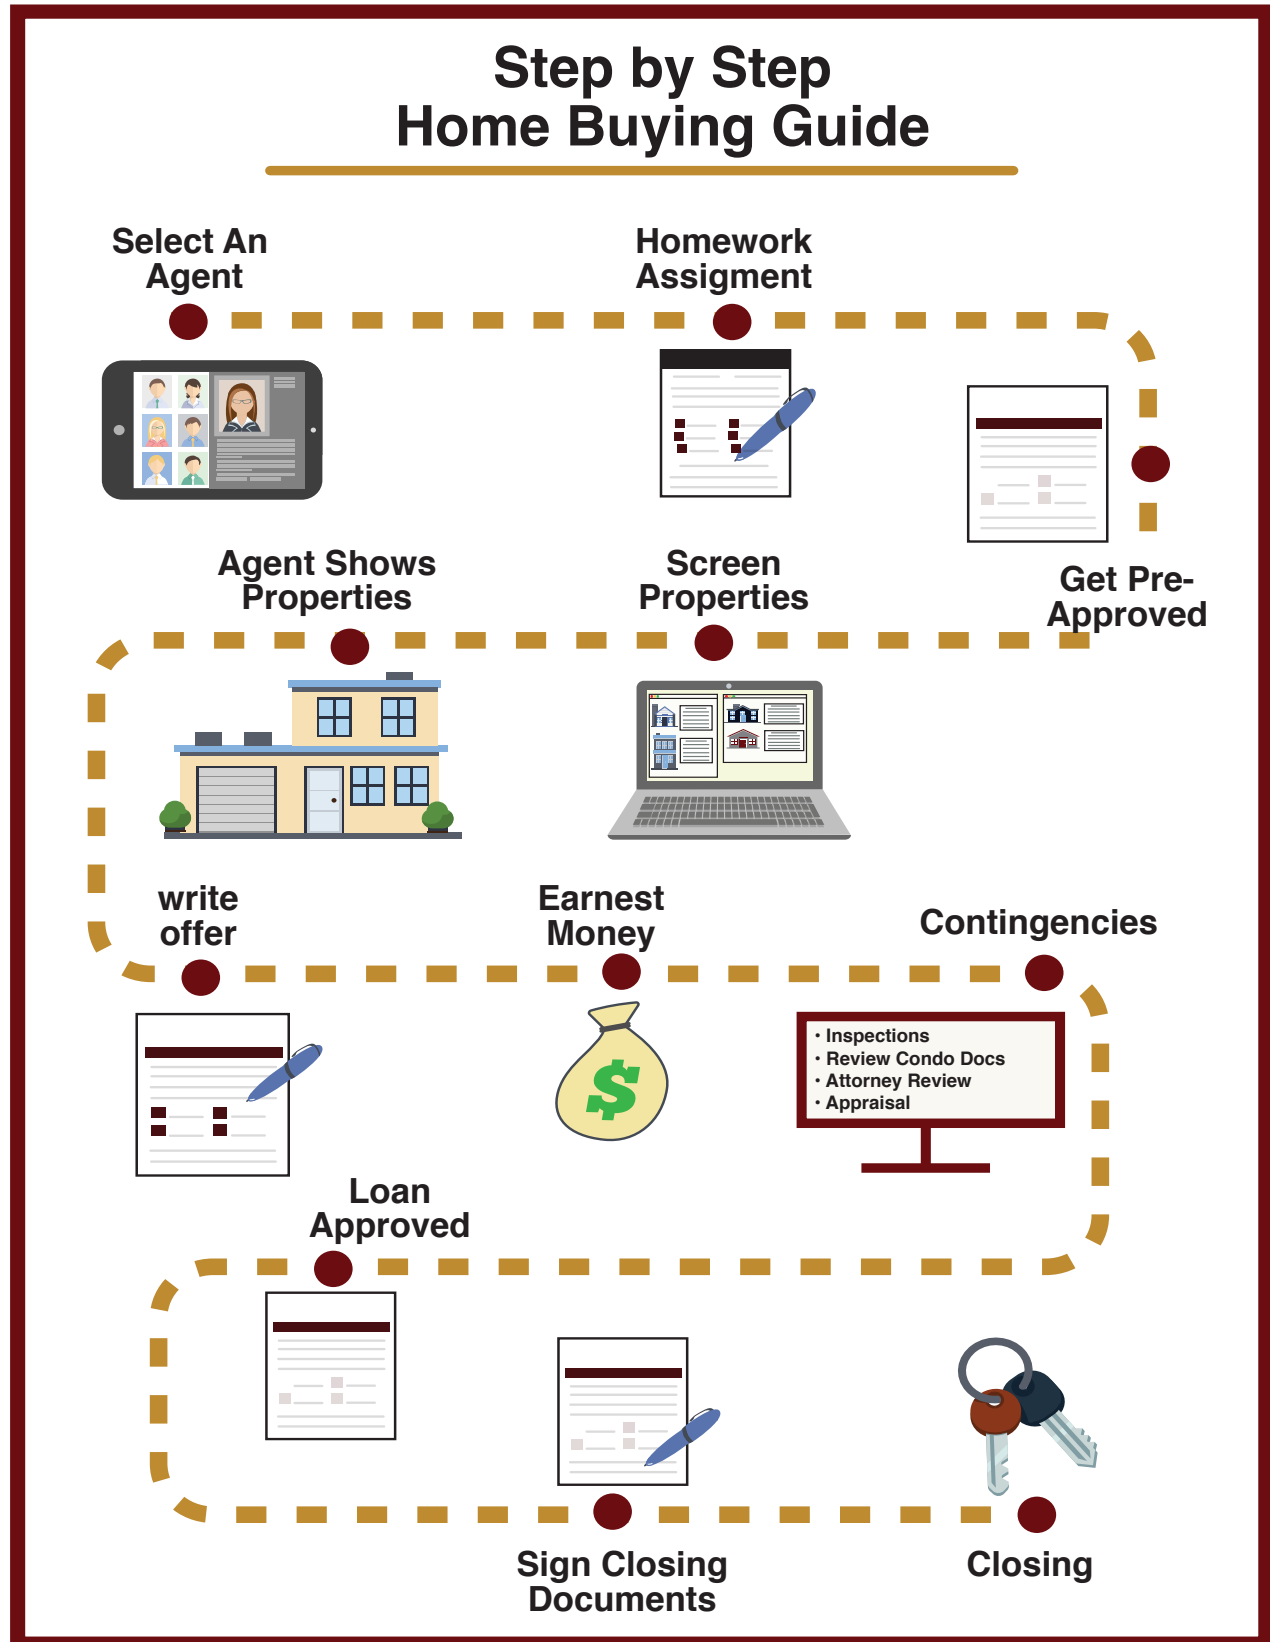 Step by Step
Home Buying Guide
Select An
Agent
Homework
Assigment
Get Pre-
Approved
Screen
Properties
Agent Shows
Properties
write
offer
Earnest
Money
Contingencies
• Inspections
• Review Condo Docs
• Attorney Review
• Appraisal
Loan
Approved
Sign Closing
Documents
Closing
$